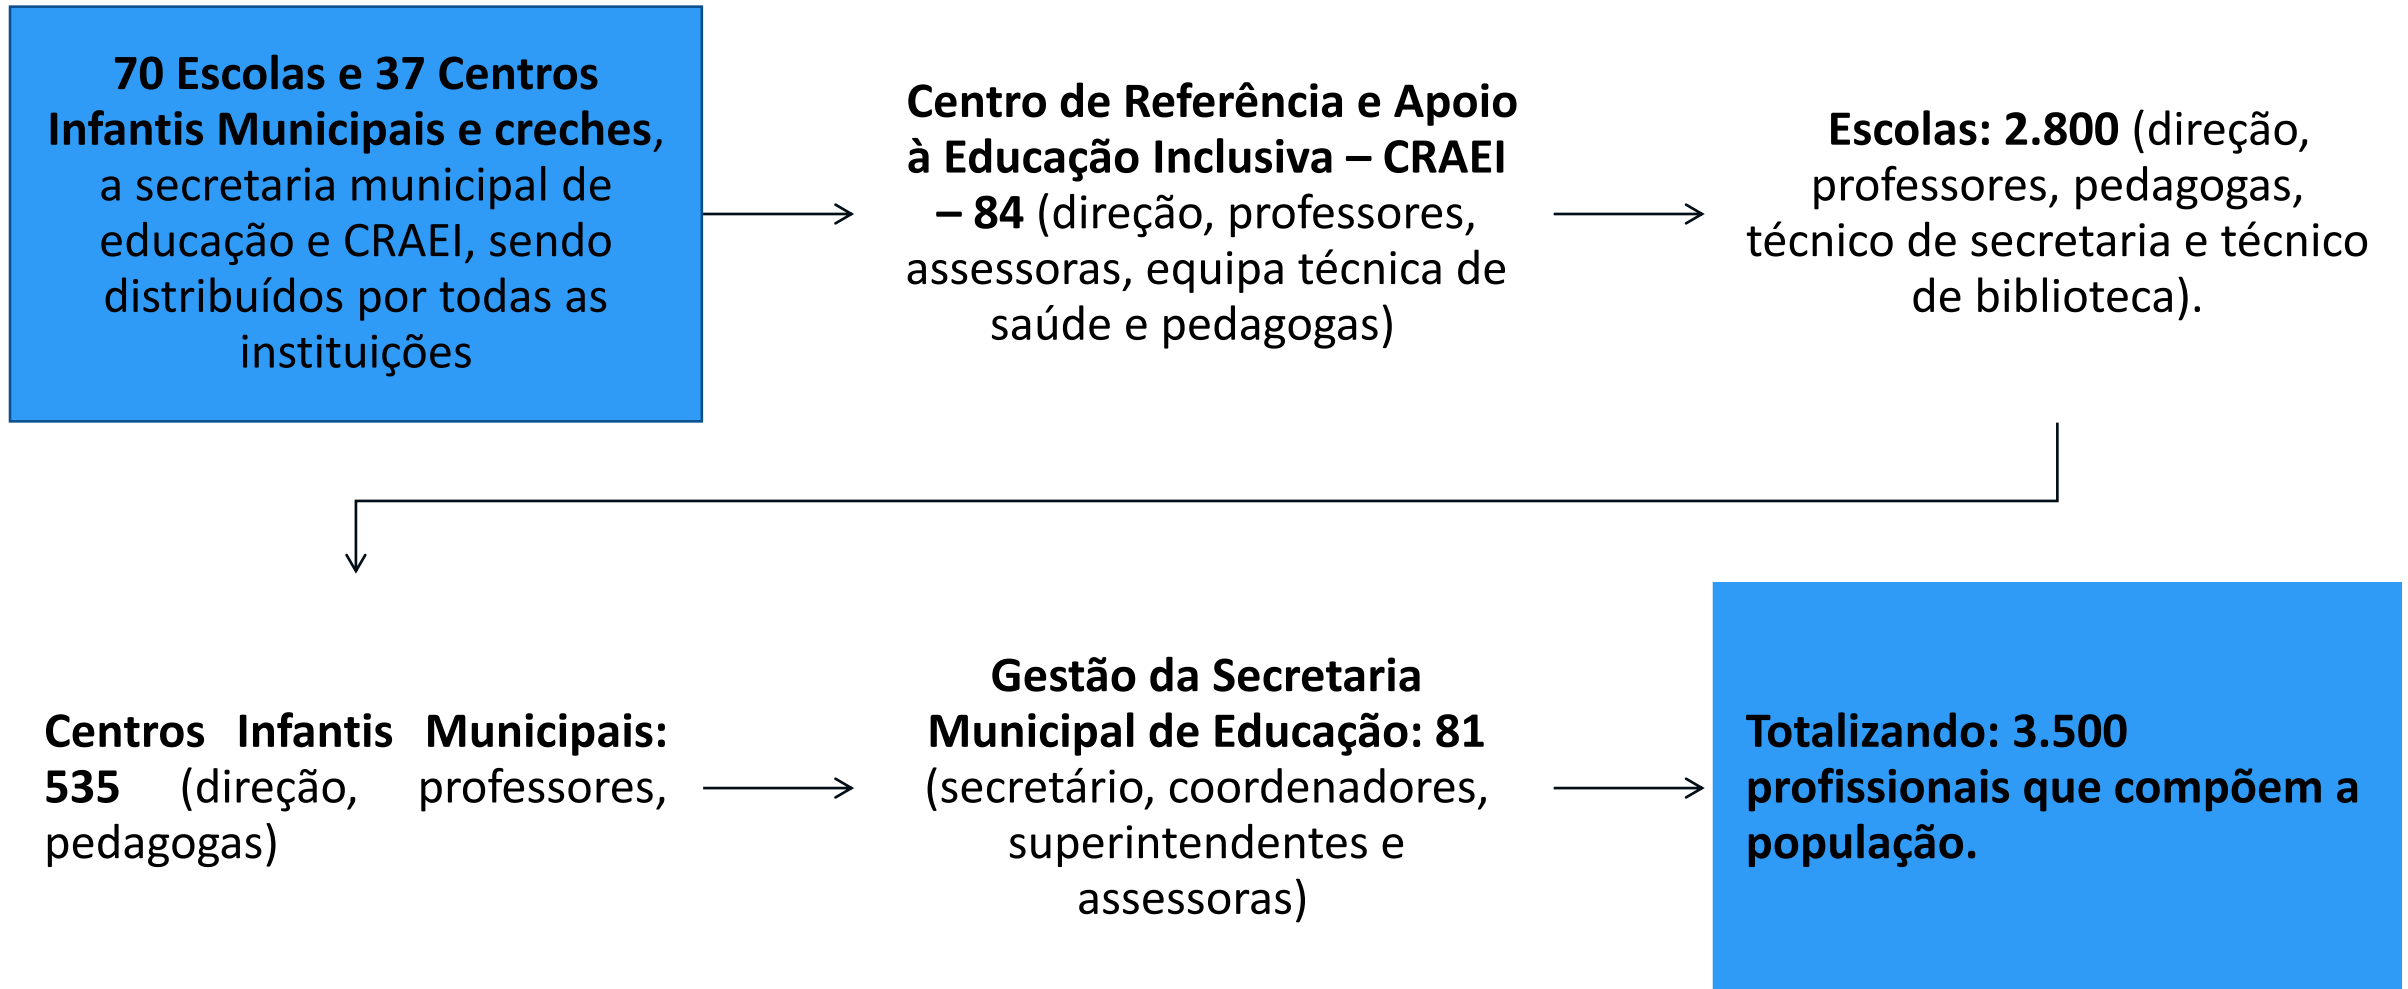 70 Escolas e 37 Centros
Infantis Municipais e creches,
a secretaria municipal de
educação e CRAEI, sendo
distribuídos por todas as
instituições
Centro de Referência e Apoio
à Educação Inclusiva – CRAEI
– 84 (direção, professores,
assessoras, equipa técnica de
saúde e pedagogas)
Escolas: 2.800 (direção,
professores, pedagogas,
técnico de secretaria e técnico
de biblioteca).
Centros Infantis Municipais:
535 (direção, professores,
pedagogas)
Gestão da Secretaria
Municipal de Educação: 81
(secretário, coordenadores,
superintendentes e
assessoras)
Totalizando: 3.500
profissionais que compõem a
população.